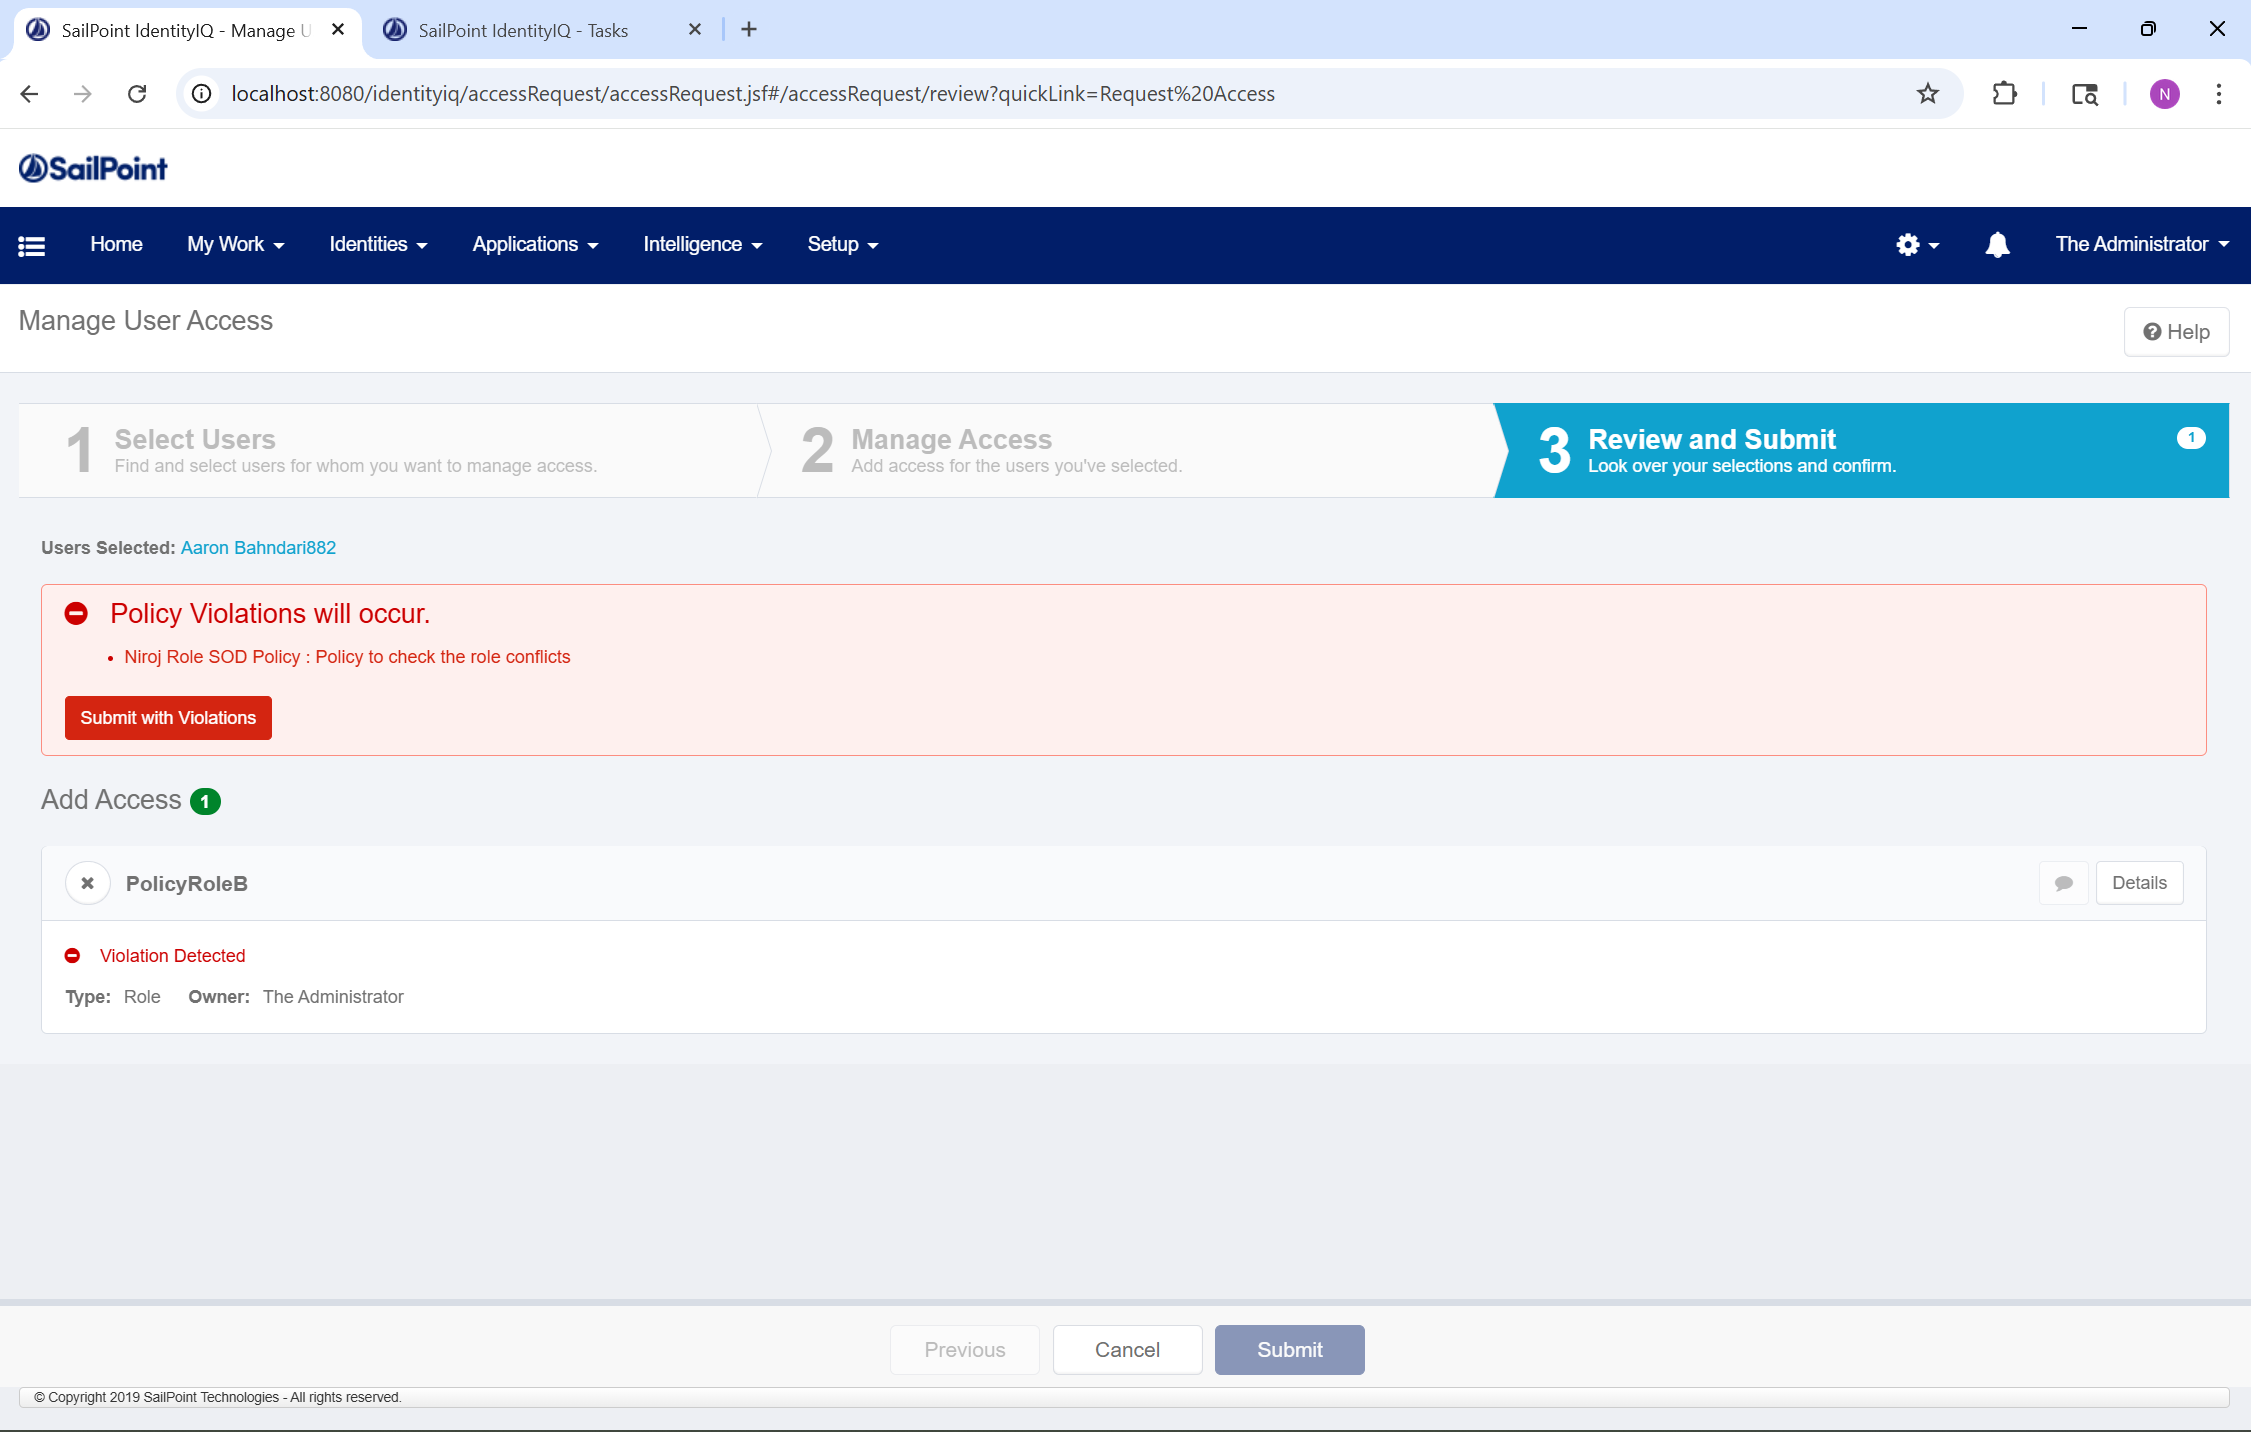 SailPoint IdentityIQ - Manage U
SailPoint IdentityIQ - Tasks
localhost:8080/identityiq/accessRequest/accessRequest.jsf#/accessRequest/review?quickLink=Request%20Access
N
SailPoint
Home
My Work
Identities
Applications
Intelligence
Setup
The Administrator
Manage User Access
Help
1 Select Users
Find and select users for whom you want to manage access.
2 Manage Access
Add access for the users you've selected.
3 Review and Submit
Look over your selections and confirm.
1
Users Selected: Aaron Bahndari882
Policy Violations will occur.
Niroj Role SOD Policy : Policy to check the role conflicts
Submit with Violations
Add Access 1
PolicyRoleB
Details
Violation Detected
Type: Role Owner: The Administrator
Previous
Cancel
Submit
© Copyright 2019 SailPoint Technologies - All rights reserved.